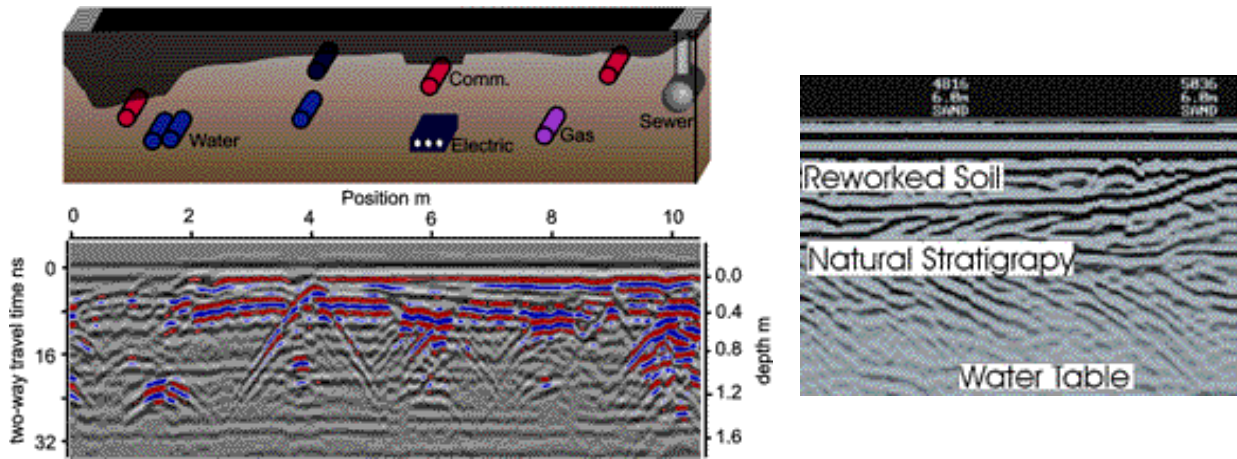 Comm.
Water
Electric
Gas
Sewer
Position m
0 2 4 6 8 10
two-way travel time ns
0
16
32
depth m
0.0
0.4
0.8
1.2
1.6
4816 5036
6.0m 6.0m
SAND SAND
Reworked Soil
Natural Stratigrapy
Water Table